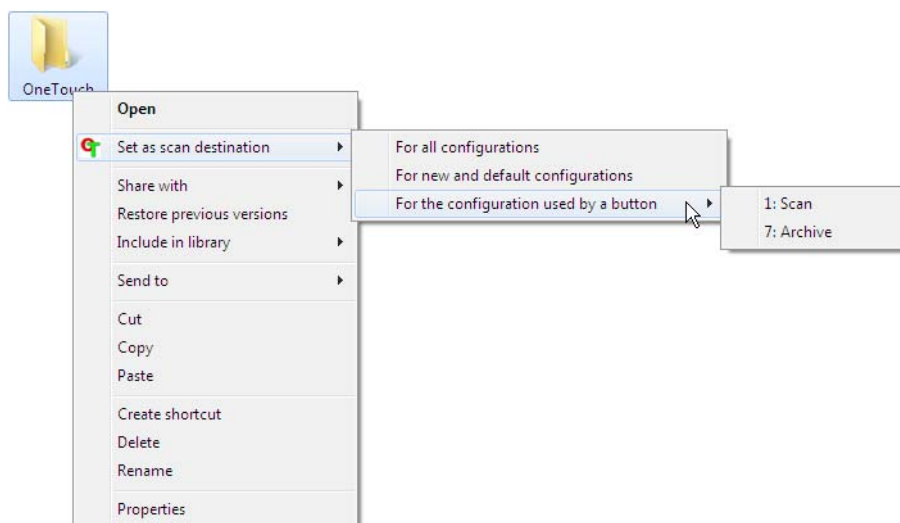 OneTouch
Open
Set as scan destination
Share with
Restore previous versions
Include in library
Send to
Cut
Copy
Paste
Create shortcut
Delete
Rename
Properties
For all configurations
For new and default configurations
For the configuration used by a button
1: Scan
7: Archive